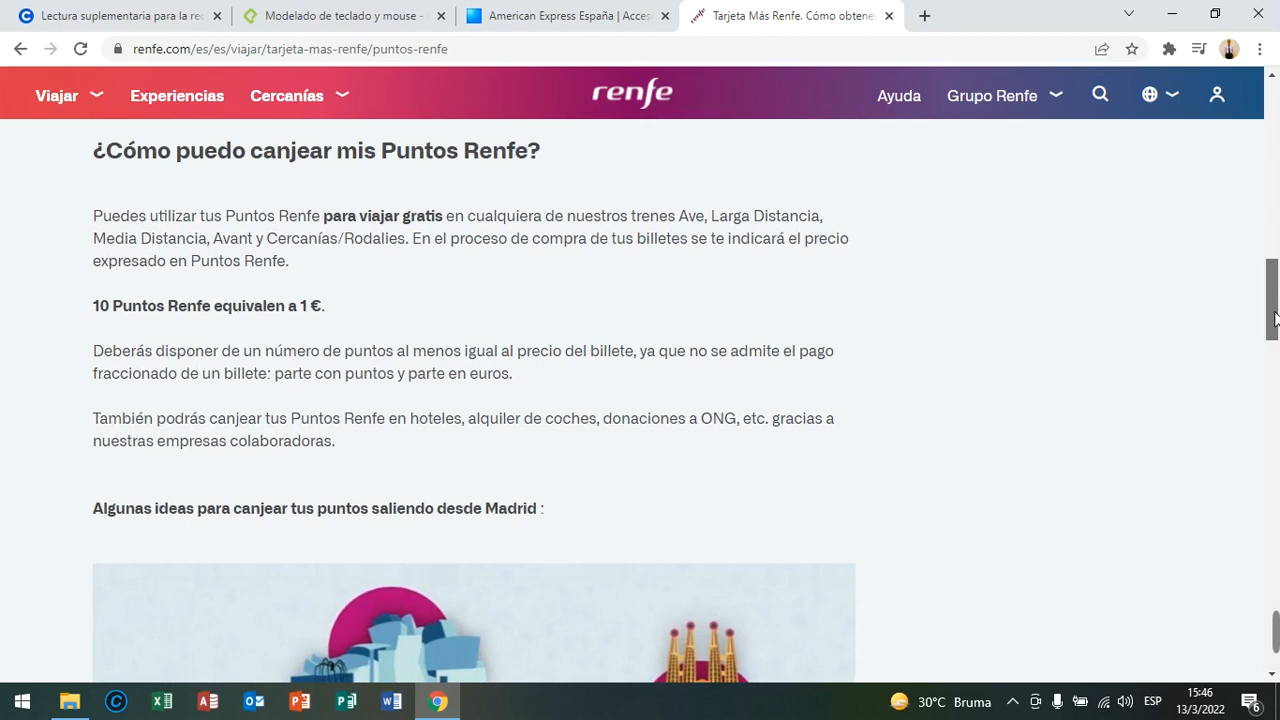 Lectura suplementaria para la re
Modelado de teclado y mouse -
American Express España | Acces
Tarjeta Más Renfe. Cómo obtene
renfe.com/es/es/viajar/tarjeta-mas-renfe/puntos-renfe
Viajar Experiencias Cercanías renfe Ayuda Grupo Renfe
¿Cómo puedo canjear mis Puntos Renfe?
Puedes utilizar tus Puntos Renfe para viajar gratis en cualquiera de nuestros trenes Ave, Larga Distancia,
Media Distancia, Avant y Cercanías/Rodalies. En el proceso de compra de tus billetes se te indicará el precio
expresado en Puntos Renfe.
10 Puntos Renfe equivalen a 1 €.
Deberás disponer de un número de puntos al menos igual al precio del billete, ya que no se admite el pago
fraccionado de un billete: parte con puntos y parte en euros.
También podrás canjear tus Puntos Renfe en hoteles, alquiler de coches, donaciones a ONG, etc. gracias a
nuestras empresas colaboradoras.
Algunas ideas para canjear tus puntos saliendo desde Madrid :
30°C Bruma ESP 15:46
13/3/2022 6